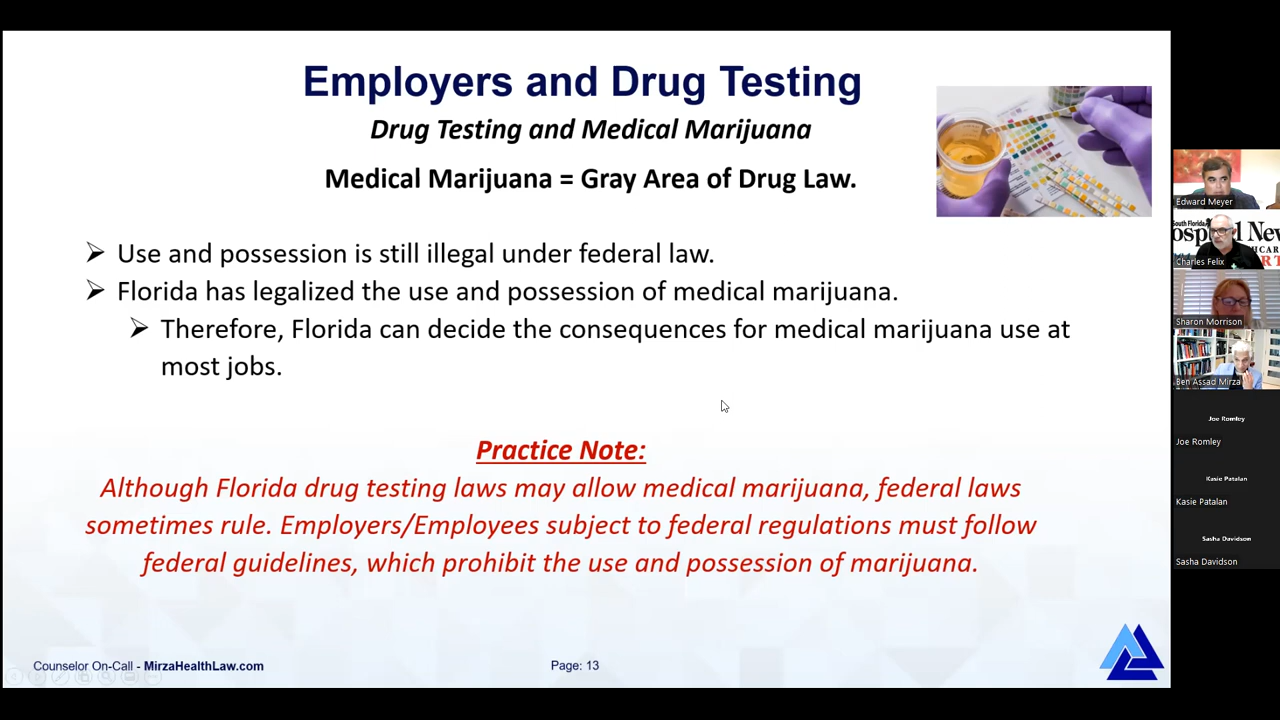 Employers and Drug Testing
Drug Testing and Medical Marijuana
Medical Marijuana = Gray Area of Drug Law.
Use and possession is still illegal under federal law.
Florida has legalized the use and possession of medical marijuana.
Therefore, Florida can decide the consequences for medical marijuana use at
most jobs.
Practice Note:
Although Florida drug testing laws may allow medical marijuana, federal laws
sometimes rule. Employers/Employees subject to federal regulations must follow
federal guidelines, which prohibit the use and possession of marijuana.
Counselor On-Call - MirzaHealthLaw.com
Page: 13
Edward Meyer
South Florida
Charles Felix
Sharon Morrison
Ben Assad Mirza
Joe Romley
Joe Romley
Kasie Patalan
Kasie Patalan
Sasha Davidson
Sasha Davidson